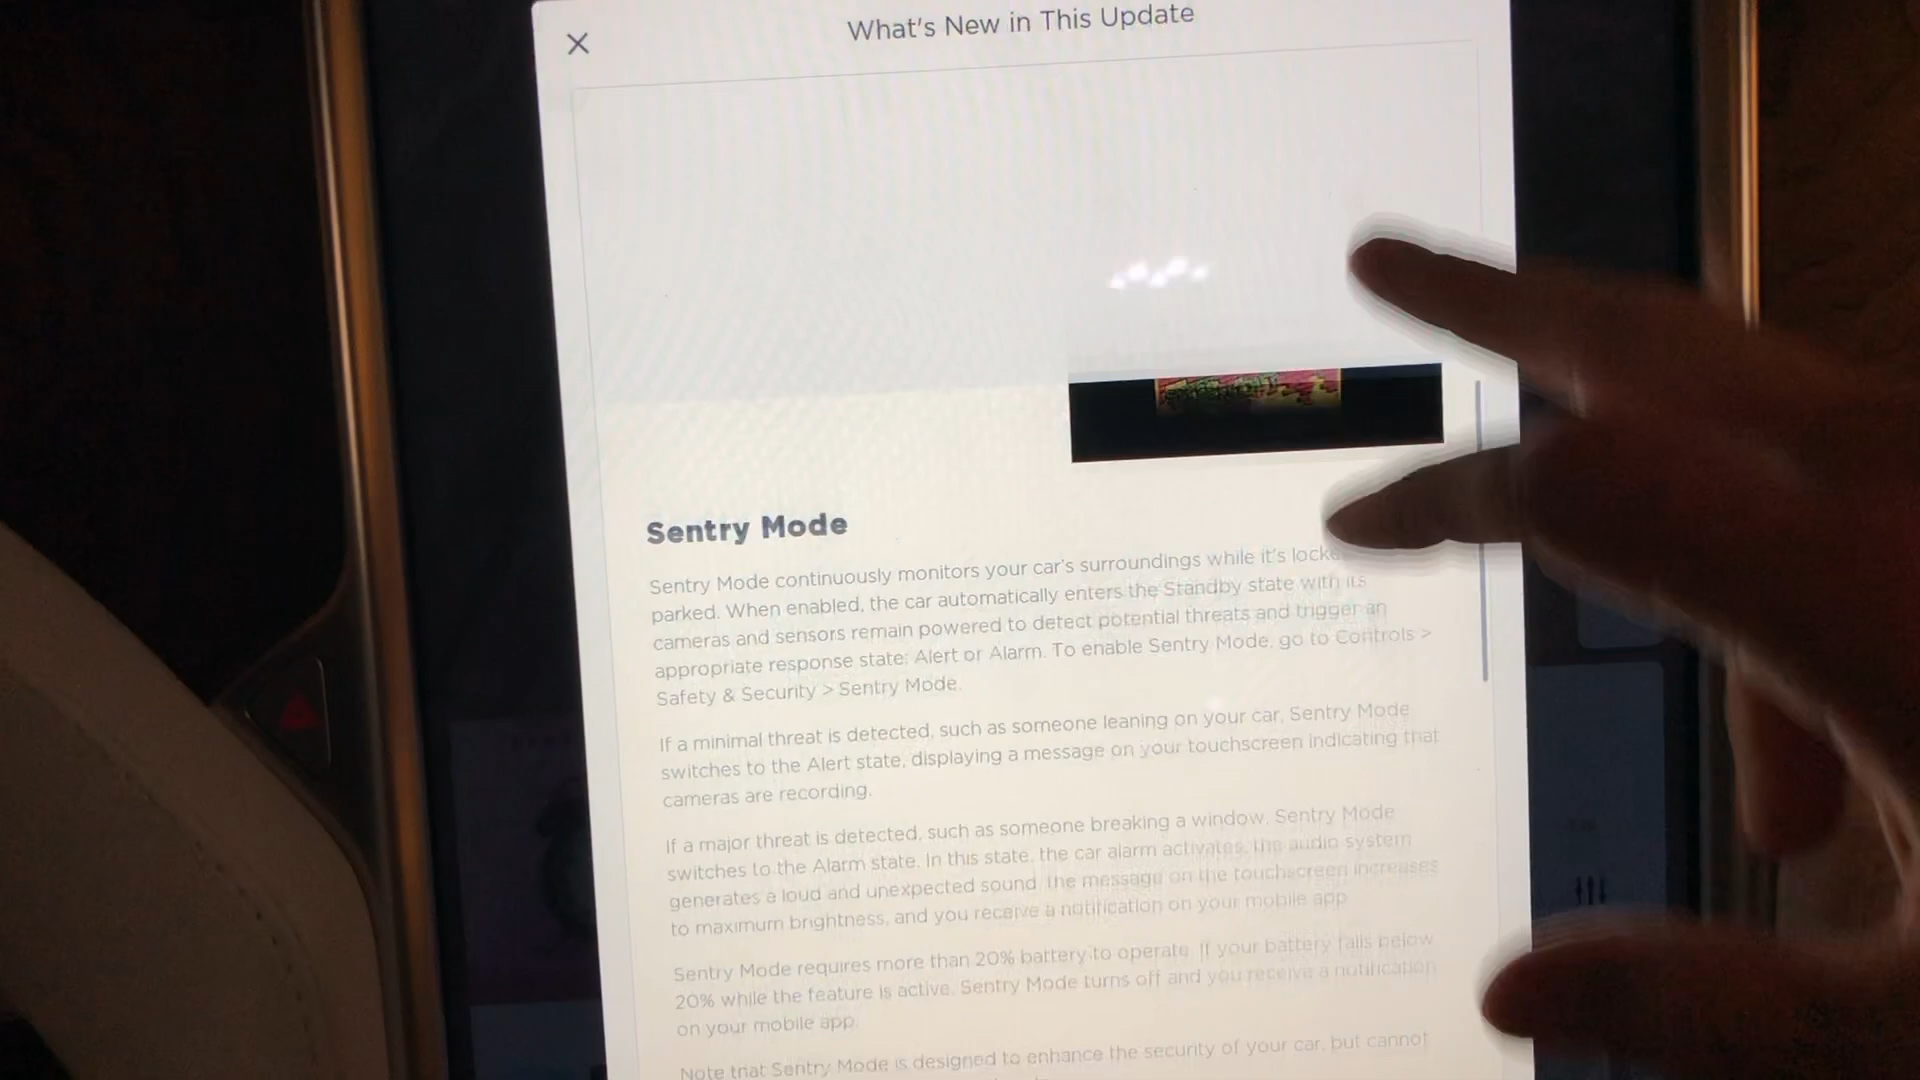 What's New in This Update
Sentry Mode
Sentry Mode continuously monitors your car's surroundings while it's
parked. When enabled, the car automatically enters the Standby state with its
cameras and sensors remain powered to detect potential threats and trigger an
appropriate response state: Alert or Alarm. To enable Sentry Mode, go to Controls >
Safety & Security > Sentry Mode.
If a minimal threat is detected, such as someone leaning on your car, Sentry Mode
switches to the Alert state, displaying a message on your touchscreen indicating that
cameras are recording.
If a major threat is detected, such as someone breaking a window, Sentry Mode
switches to the Alarm state. In this state, the car alarm activates, the audio system
generates a loud and unexpected sound, the message on the touchscreen increases
to maximum brightness, and you receive a notification on your mobile app
Sentry Mode requires more than 20% battery to operate. If your battery falls below
20% while the feature is active, Sentry Mode turns off and you receive a notification
on your mobile app.
Note that Sentry Mode is designed to enhance the security of your car, but cannot